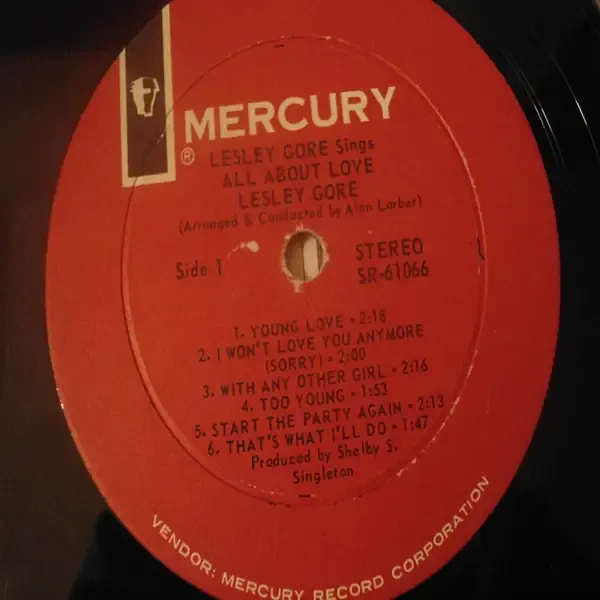 MERCURY
®
LESLEY GORE Sings
ALL ABOUT LOVE
LESLEY GORE
(Arranged & Conducted by Alan Lorber)
Side 1
STEREO
SR-61066
1. YOUNG LOVE • 2:18
2. I WON'T LOVE YOU ANYMORE
(SORRY) • 2:00
3. WITH ANY OTHER GIRL • 2:16
4. TOO YOUNG • 1:53
5. START THE PARTY AGAIN • 2:13
6. THAT'S WHAT I'LL DO • 1:47
Produced by Shelby S.
Singleton
VENDOR: MERCURY RECORD CORPORATION